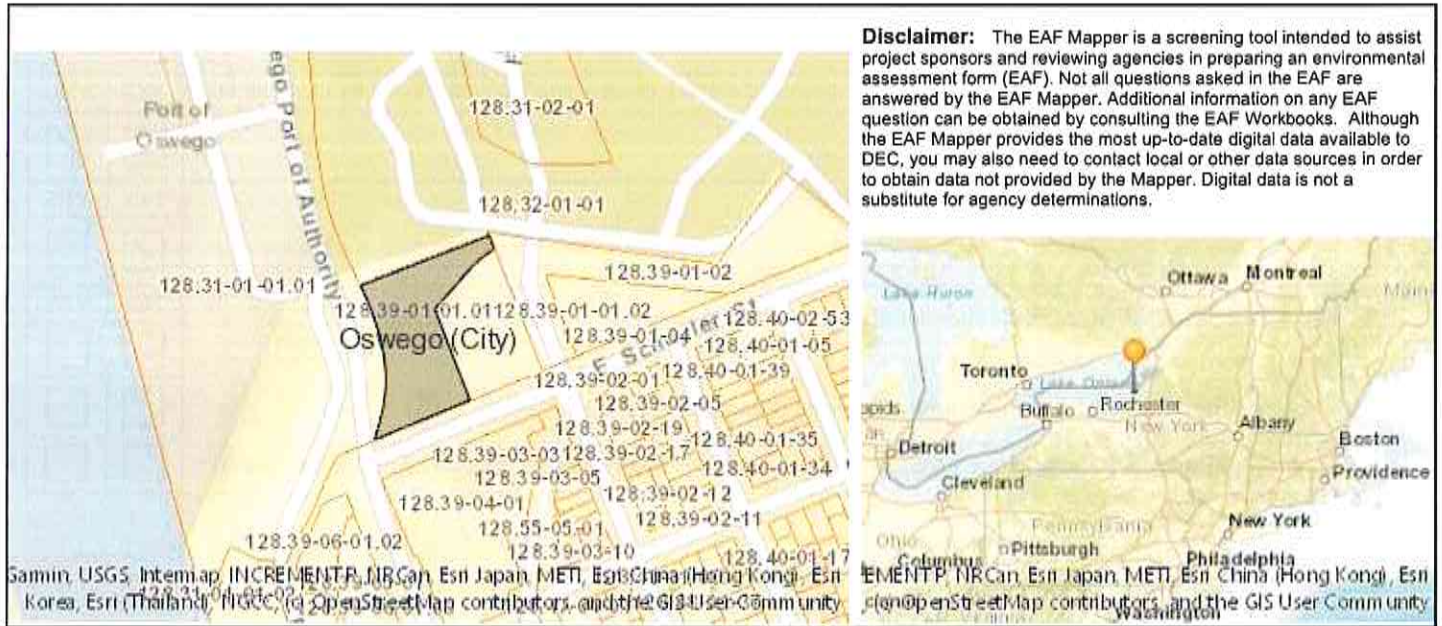 Port of
Oswego
ego Port of Authority
128.31-02-01
128.32-01-01
128.31-01-01.01
128.39-01-02
128.39-01-01.01
128.39-01-01.02
Oswego (City)
128.39-01-04
128.40-02-53
128.40-01-05
128.39-02-01
128.40-01-39
128.39-02-05
128.39-02-19
128.40-01-35
128.39-03-03
128.39-02-17
128.40-01-34
128.39-03-05
128.39-02-12
128.39-04-01
128.39-02-11
128.55-05-01
128.39-03-10
128.39-06-01.02
128.40-01-17
Garmin, USGS, Intermap, INCREMENT P, NRCan, Esri Japan, METI, Esri China (Hong Kong), Esri
Korea, Esri (Thailand), NGCC, (c) OpenStreetMap contributors, and the GIS User Community
Disclaimer: The EAF Mapper is a screening tool intended to assist
project sponsors and reviewing agencies in preparing an environmental
assessment form (EAF). Not all questions asked in the EAF are
answered by the EAF Mapper. Additional information on any EAF
question can be obtained by consulting the EAF Workbooks. Although
the EAF Mapper provides the most up-to-date digital data available to
DEC, you may also need to contact local or other data sources in order
to obtain data not provided by the Mapper. Digital data is not a
substitute for agency determinations.
Ottawa
Montreal
Lake Huron
Toronto
Buffalo
Rochester
New York
Albany
Detroit
Boston
Providence
Cleveland
New York
Pennsylvania
Ohio
Columbus
Pittsburgh
Philadelphia
EMENT P, NRCan, Esri Japan, METI, Esri China (Hong Kong), Esri
OpenStreetMap contributors, and the GIS User Community
Washington